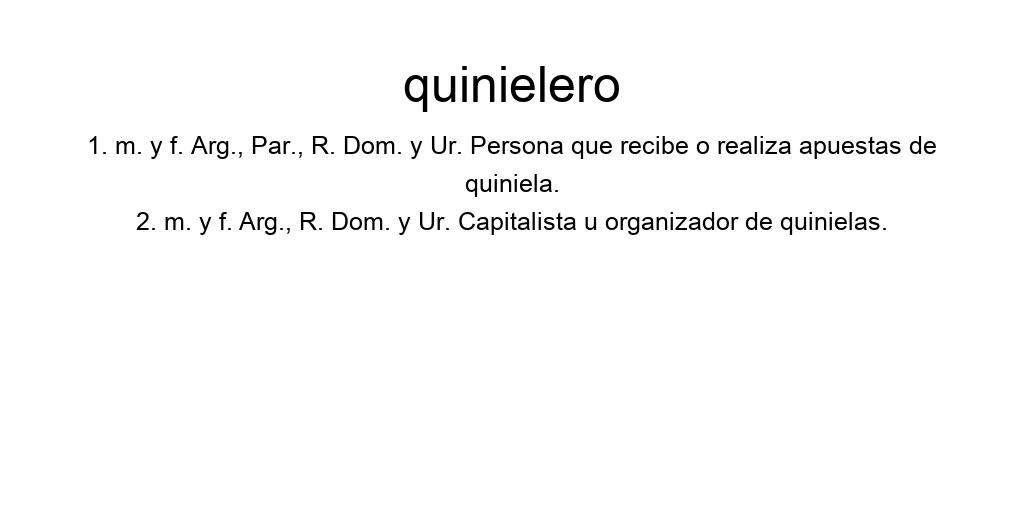 quinielero
1. m. y f. Arg., Par., R. Dom. y Ur. Persona que recibe o realiza apuestas de
quiniela.
2. m. y f. Arg., R. Dom. y Ur. Capitalista u organizador de quinielas.